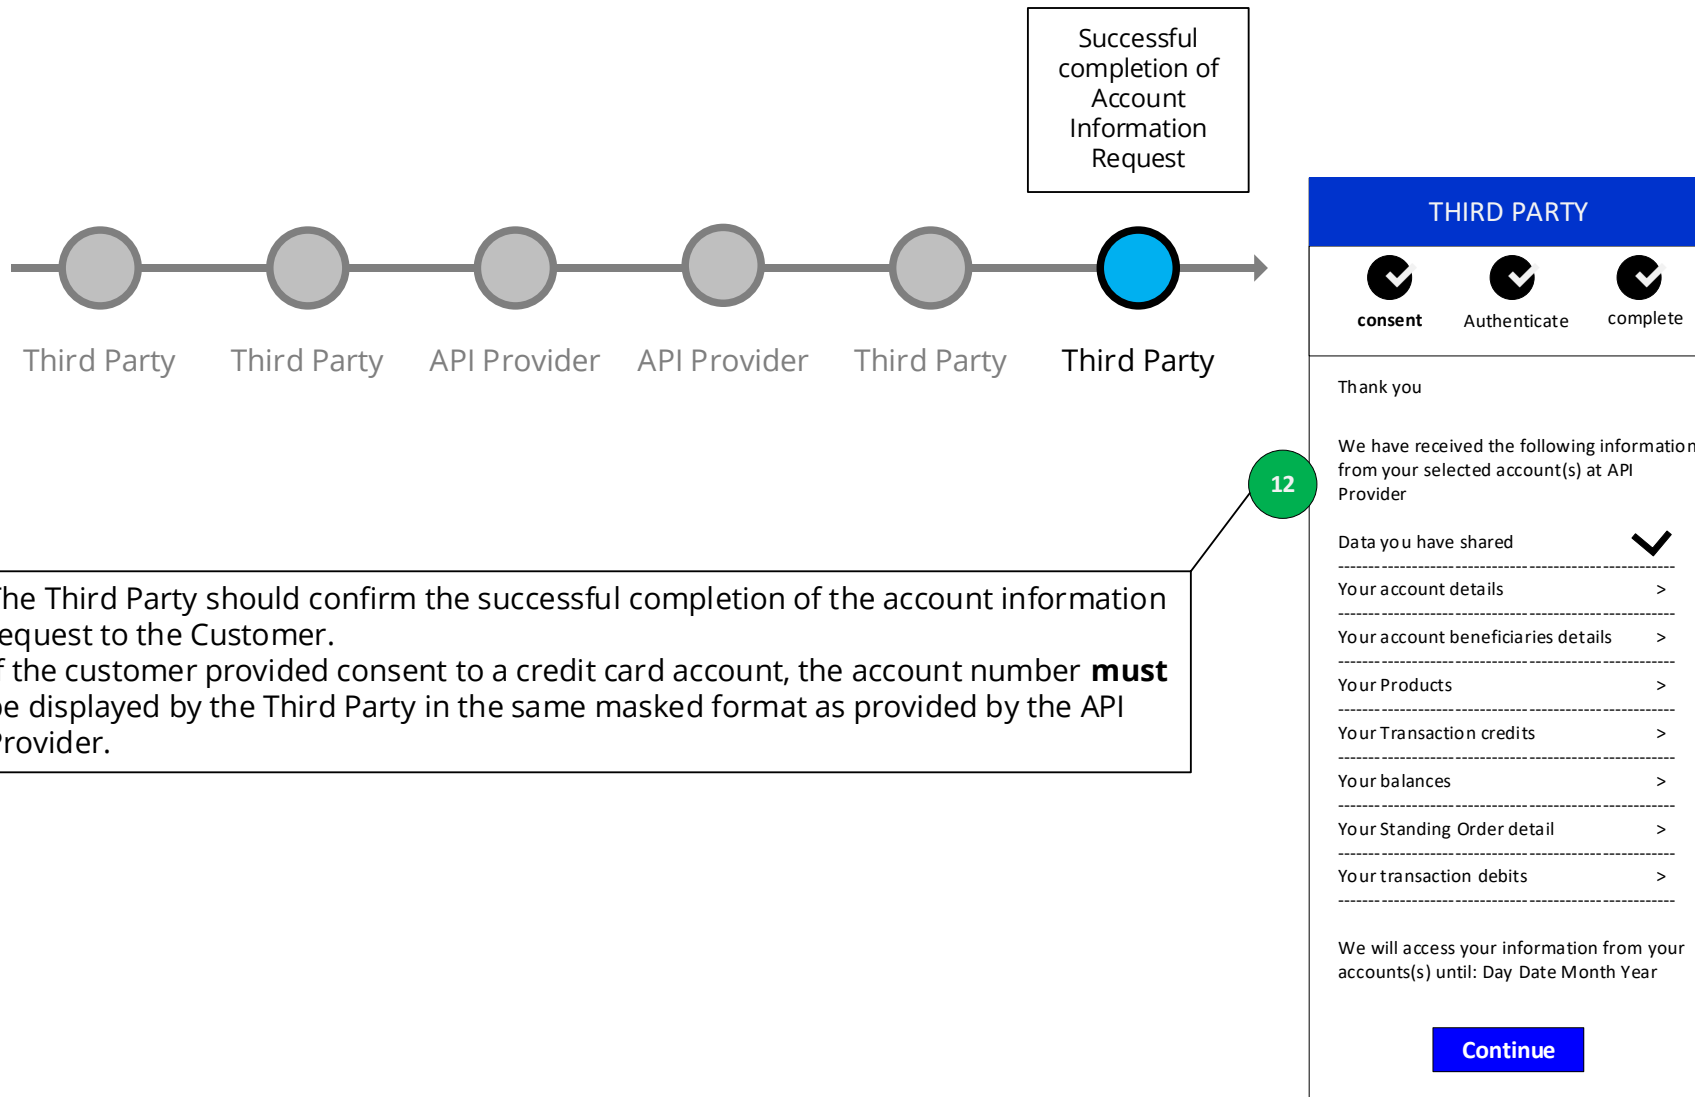 Successful
completion of
Account
Information
Request
Third Party
Third Party
API Provider
API Provider
Third Party
Third Party
12
The Third Party should confirm the successful completion of the account information
request to the Customer.
If the customer provided consent to a credit card account, the account number must
be displayed by the Third Party in the same masked format as provided by the API
Provider.
THIRD PARTY
consent
Authenticate
complete
Thank you
We have received the following information
from your selected account(s) at API
Provider
Data you have shared
Your account details >
Your account beneficiaries details >
Your Products >
Your Transaction credits >
Your balances >
Your Standing Order detail >
Your transaction debits >
We will access your information from your
accounts(s) until: Day Date Month Year
Continue